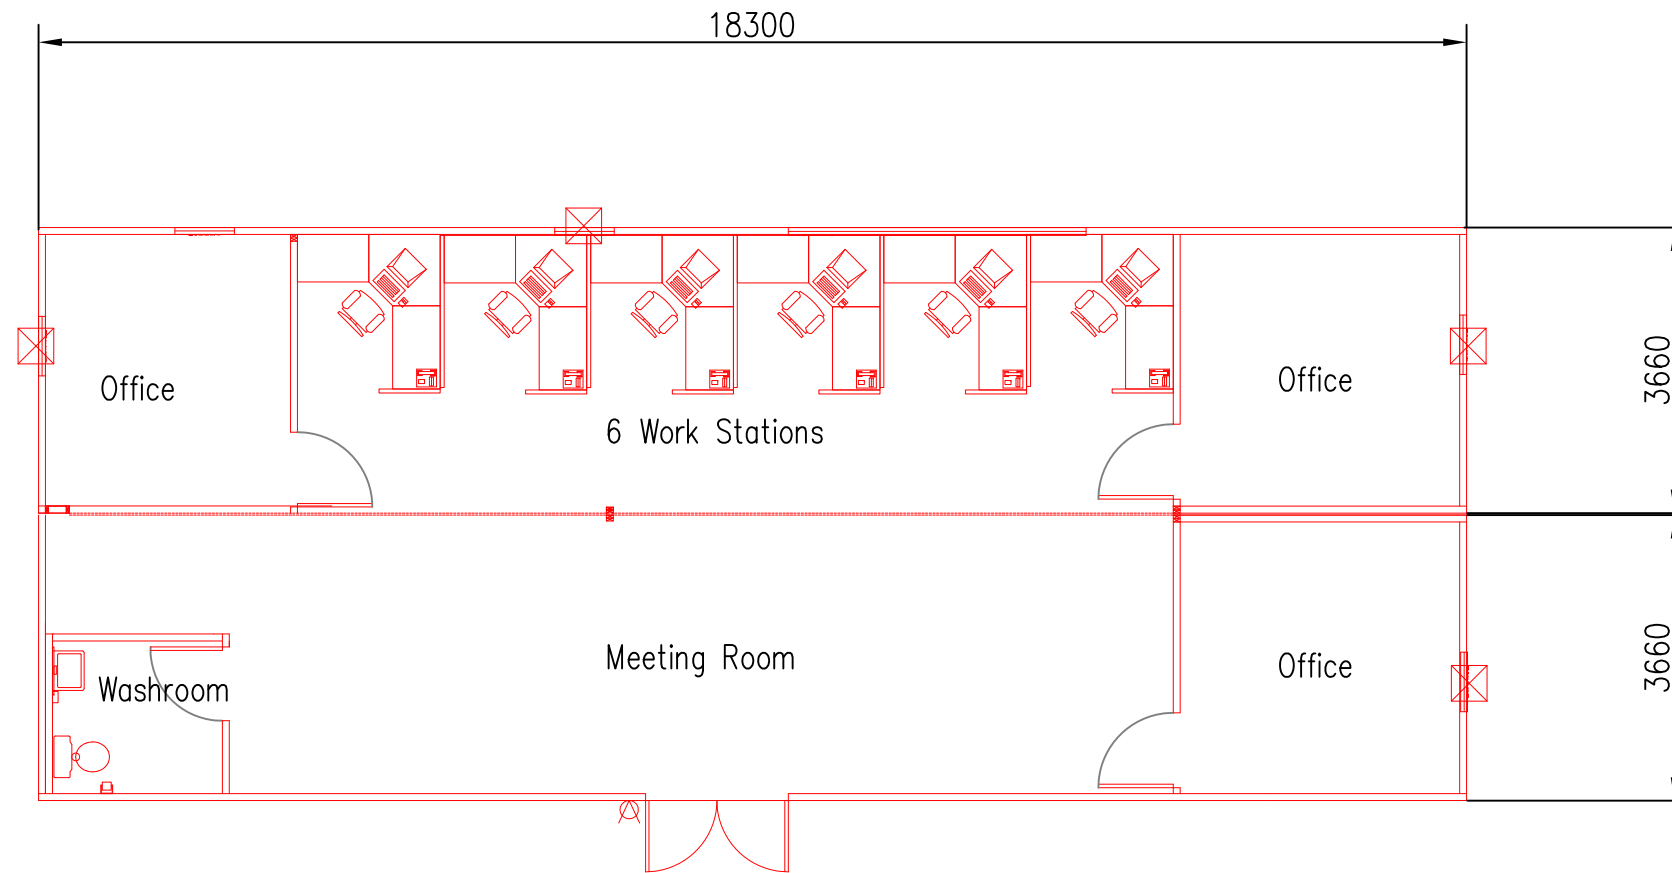 18300
3660
Office
Office
6 Work Stations
Meeting Room
Office
3660
Washroom